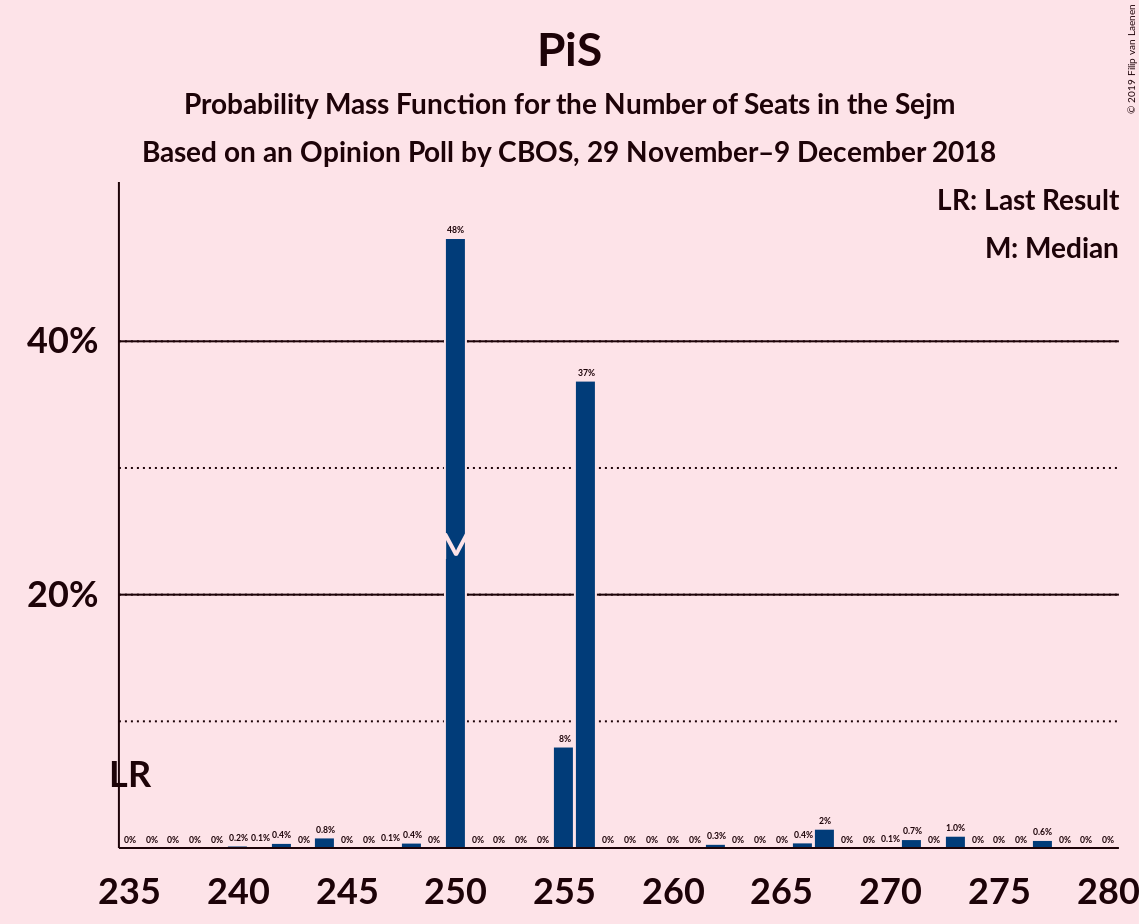 PiS
Probability Mass Function for the Number of Seats in the Sejm
Based on an Opinion Poll by CBOS, 29 November–9 December 2018
© 2019 Filip van Laenen
LR: Last Result
M: Median
48%
40%
37%
20%
8%
LR
0% 0% 0% 0% 0% 0.2% 0.1% 0.4% 0% 0.8% 0% 0% 0.1% 0.4% 0% 0% 0% 0% 0% 0% 0% 0% 0% 0% 0.3% 0% 0% 0% 0.4% 2% 0% 0% 0.1% 0.7% 0% 1.0% 0% 0% 0% 0.6% 0% 0% 0%
235 240 245 250 255 260 265 270 275 280